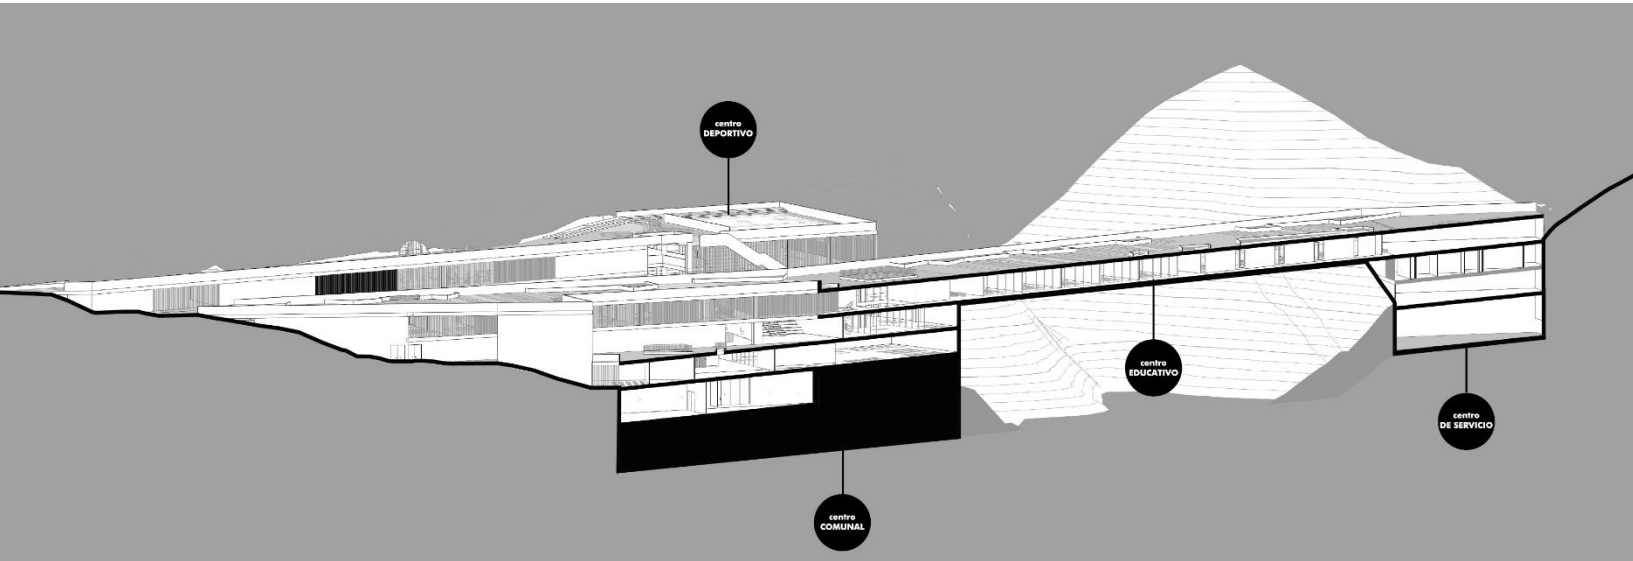 centro
DEPORTIVO
centro
EDUCATIVO
centro
DE SERVICIO
centro
COMUNAL